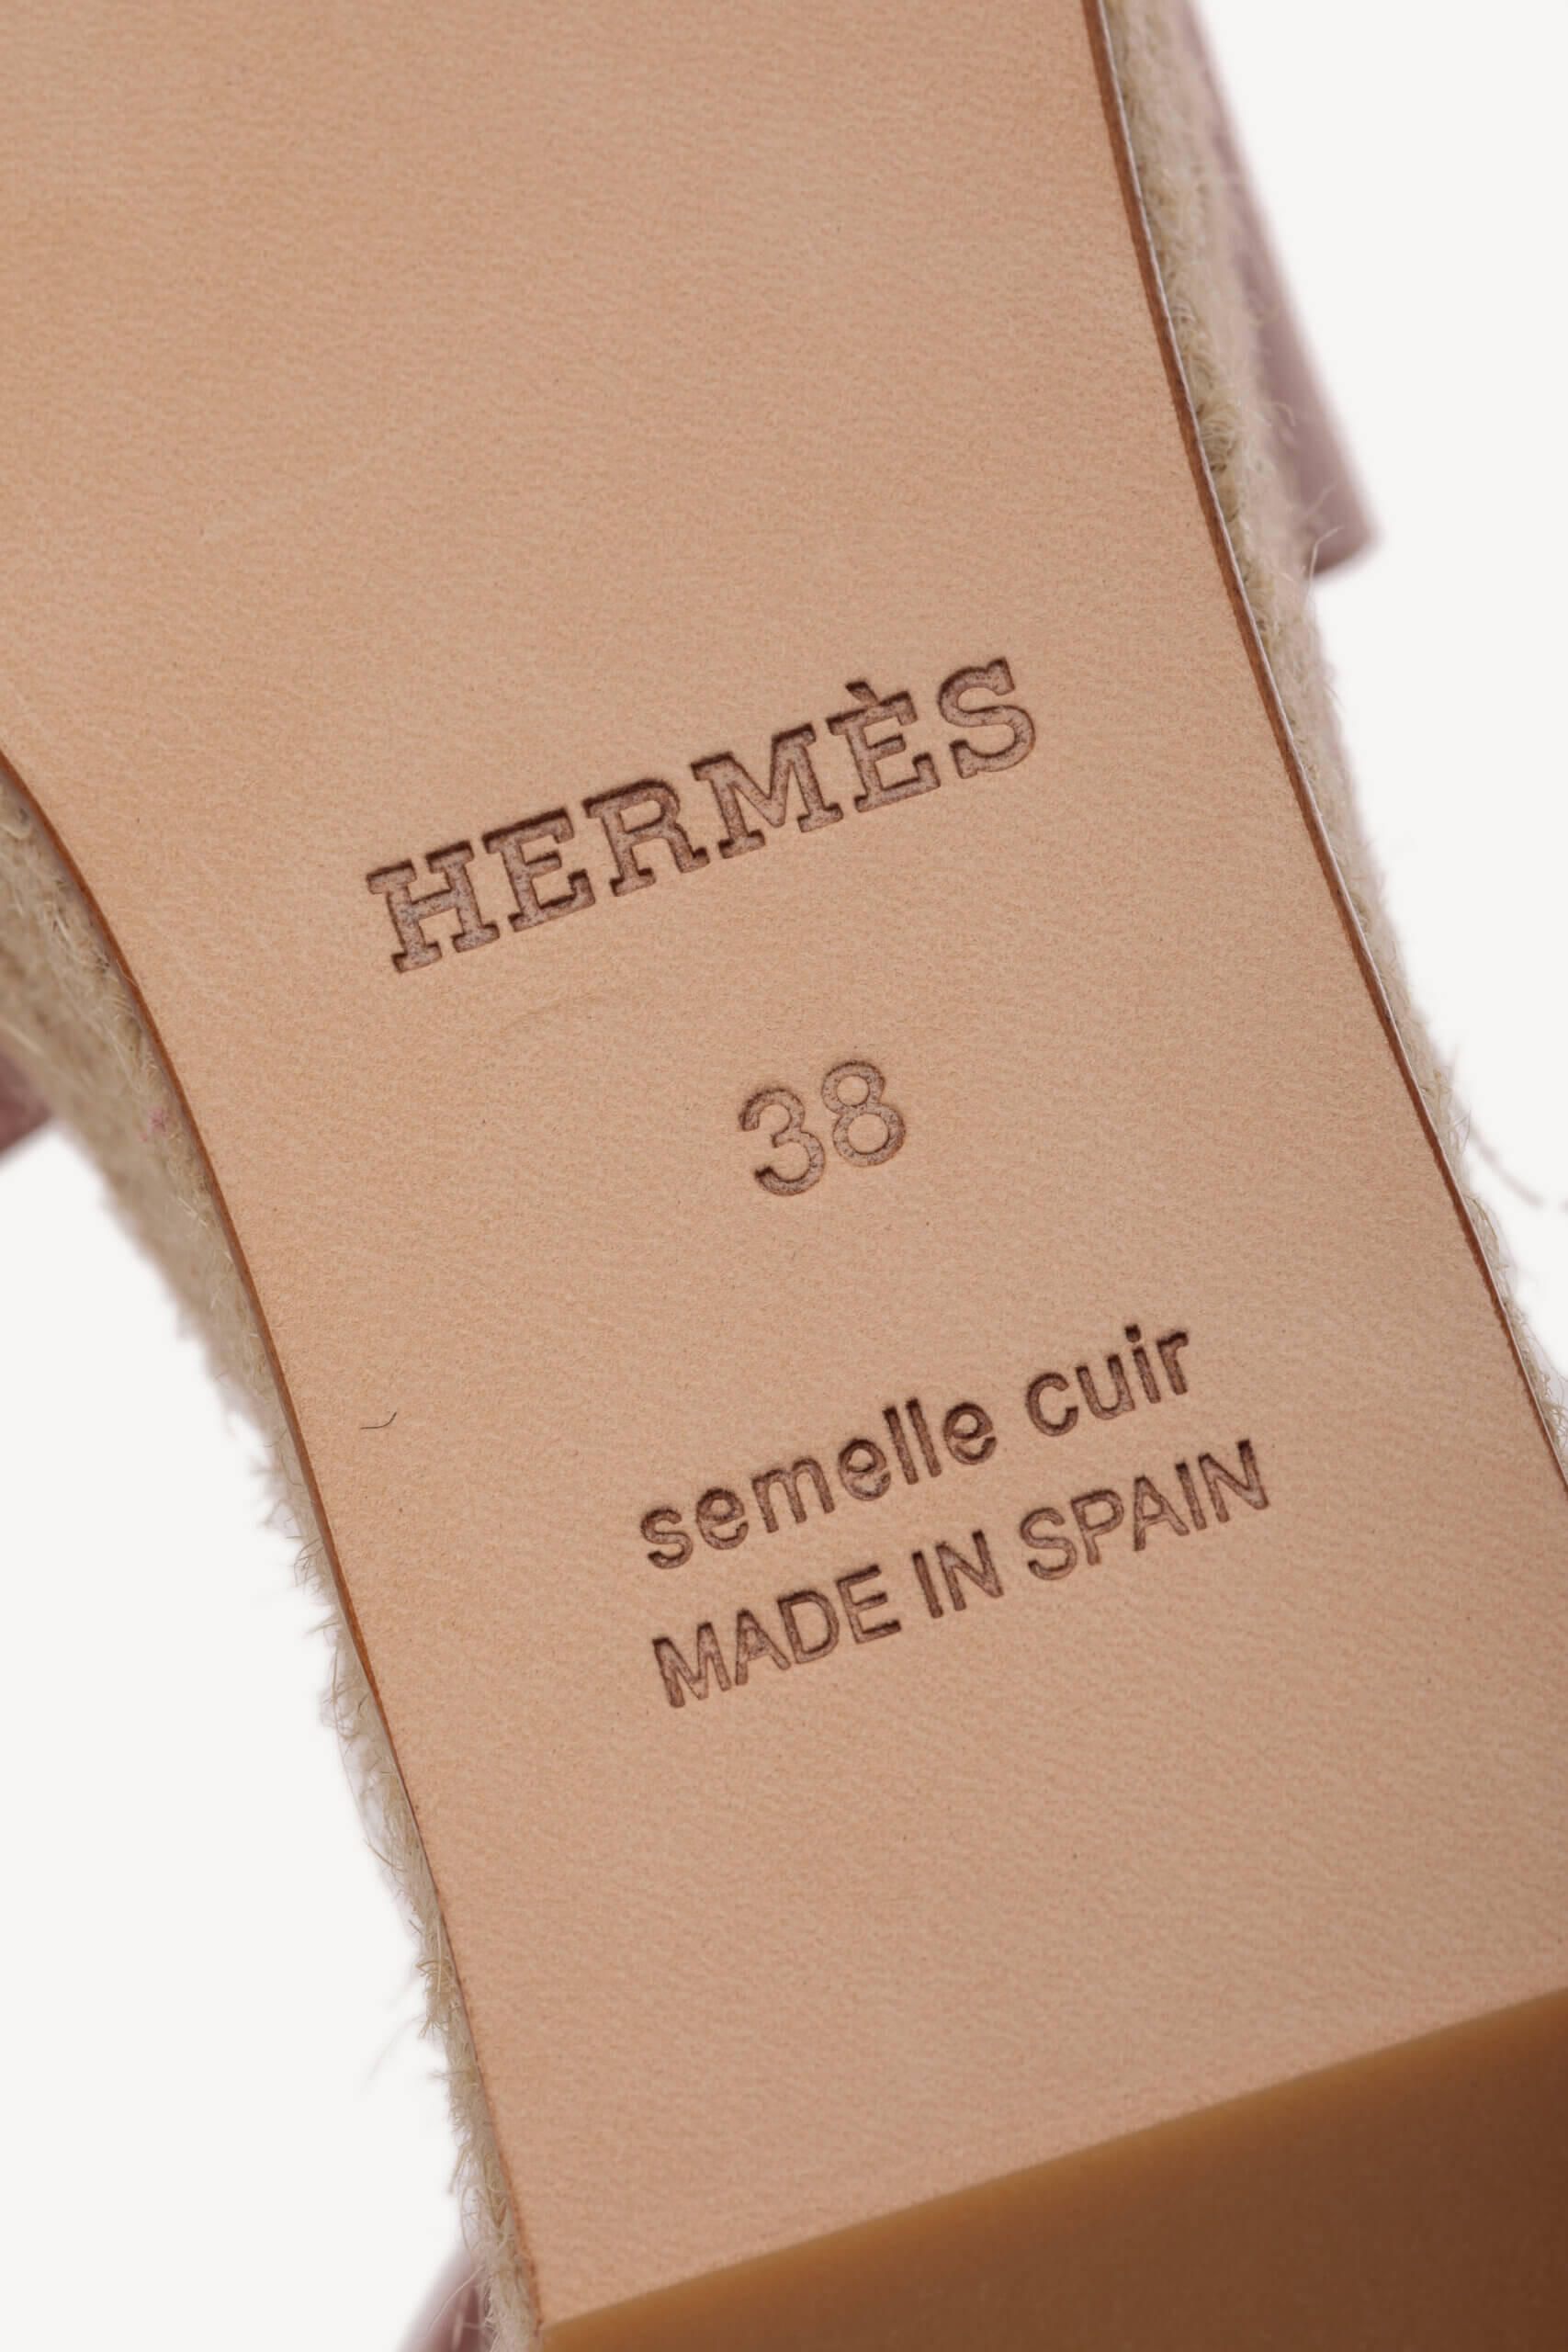 HERMÈS
38
semelle cuir
MADE IN SPAIN